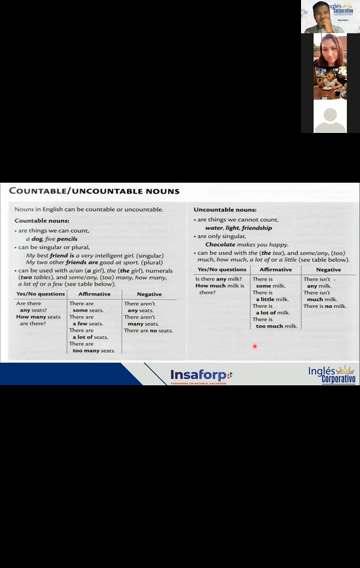 COUNTABLE/UNCOUNTABLE NOUNS
Nouns in English can be countable or uncountable.
Countable nouns:
• are things we can count,
a dog, five pencils
• can be singular or plural,
My best friend is a very intelligent girl. (singular)
My two other friends are good at sport. (plural)
• can be used with a/an (a girl), the (the girl), numerals
(two tables), and some/any, (too) many, how many,
a lot of or a few (see table below).
Yes/No questions Affirmative Negative
Are there
any seats?
How many seats
are there?
There are
some seats.
There are
a few seats.
There are
a lot of seats.
There are
too many seats.
There aren't
any seats.
There aren't
many seats.
There are no seats.
Uncountable nouns:
• are things we cannot count,
water, light, friendship
• are only singular,
Chocolate makes you happy.
• can be used with the (the tea), and some/any, (too)
much, how much, a lot of or a little (see table below).
Yes/No questions Affirmative Negative
Is there any milk?
How much milk is
there?
There is
some milk.
There is
a little milk.
There is
a lot of milk.
There is
too much milk.
There isn't
any milk.
There isn't
much milk.
There is no milk.
Insaforp
Inglés
Corporativo